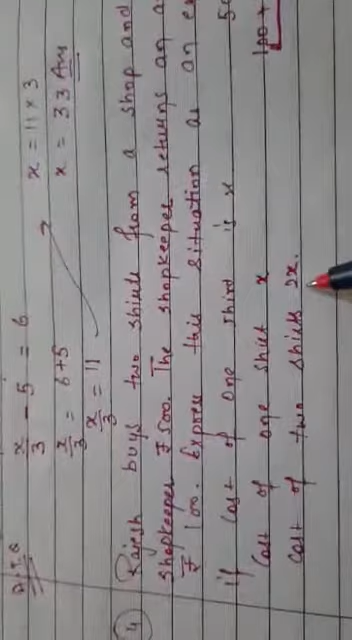 A.T.Q
x/3 - 5 = 6
x/3 = 6+5
x/3 = 11
x = 11 × 3
x = 33 Ans
(4) Rajesh buys two shirts from a shop and
shopkeeper ₹ 500. The shopkeeper returns an a
₹ 100. Express this situation as an e
if cost of one shirt is x
Cost of one shirt x
Cost of two shirts 2x.
100 +